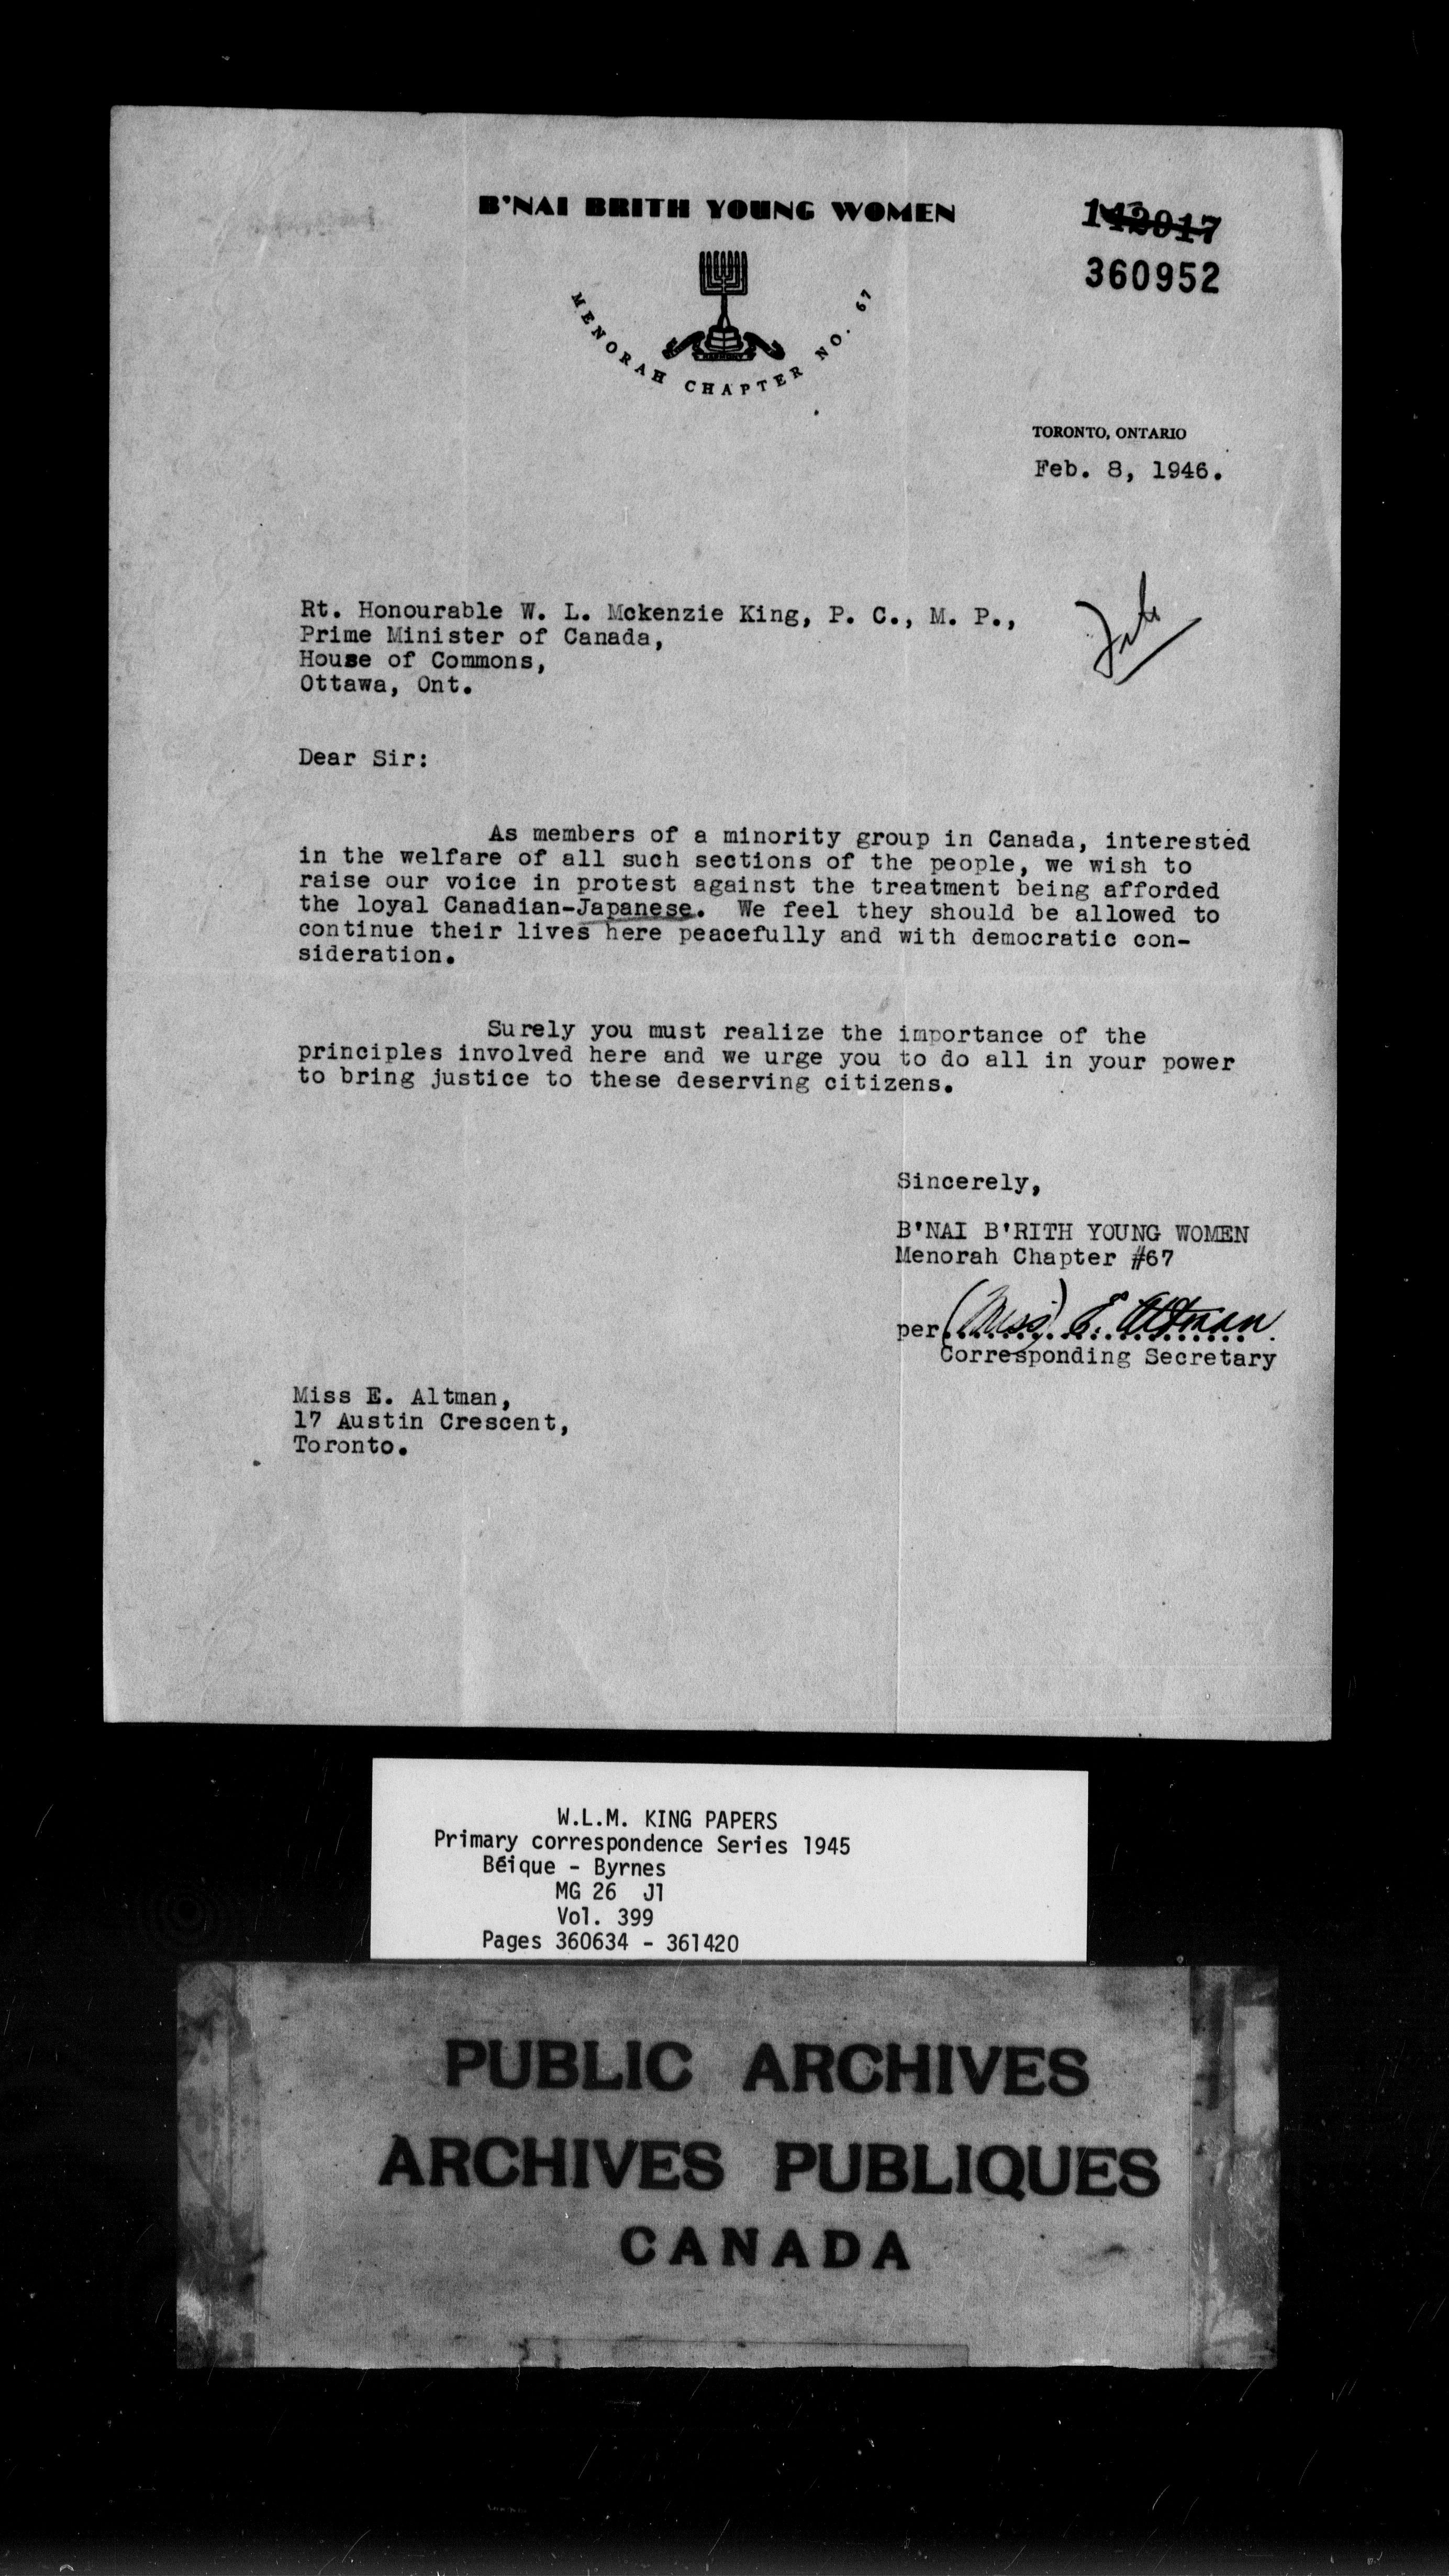 B'NAI BRITH YOUNG WOMEN
142017
360952
MENORAH CHAPTER NO. 67
TORONTO, ONTARIO
Feb. 8, 1946.
Rt. Honourable W. L. Mckenzie King, P. C., M. P.,
Prime Minister of Canada,
House of Commons,
Ottawa, Ont.
Dear Sir:
As members of a minority group in Canada, interested
in the welfare of all such sections of the people, we wish to
raise our voice in protest against the treatment being afforded
the loyal Canadian-Japanese. We feel they should be allowed to
continue their lives here peacefully and with democratic con-
sideration.
Surely you must realize the importance of the
principles involved here and we urge you to do all in your power
to bring justice to these deserving citizens.
Sincerely,
B'NAI B'RITH YOUNG WOMEN
Menorah Chapter #67
per (Miss) E. Altman
Corresponding Secretary
Miss E. Altman,
17 Austin Crescent,
Toronto.
W.L.M. KING PAPERS
Primary correspondence Series 1945
Béique - Byrnes
MG 26 J1
Vol. 399
Pages 360634 - 361420
PUBLIC ARCHIVES
ARCHIVES PUBLIQUES
CANADA